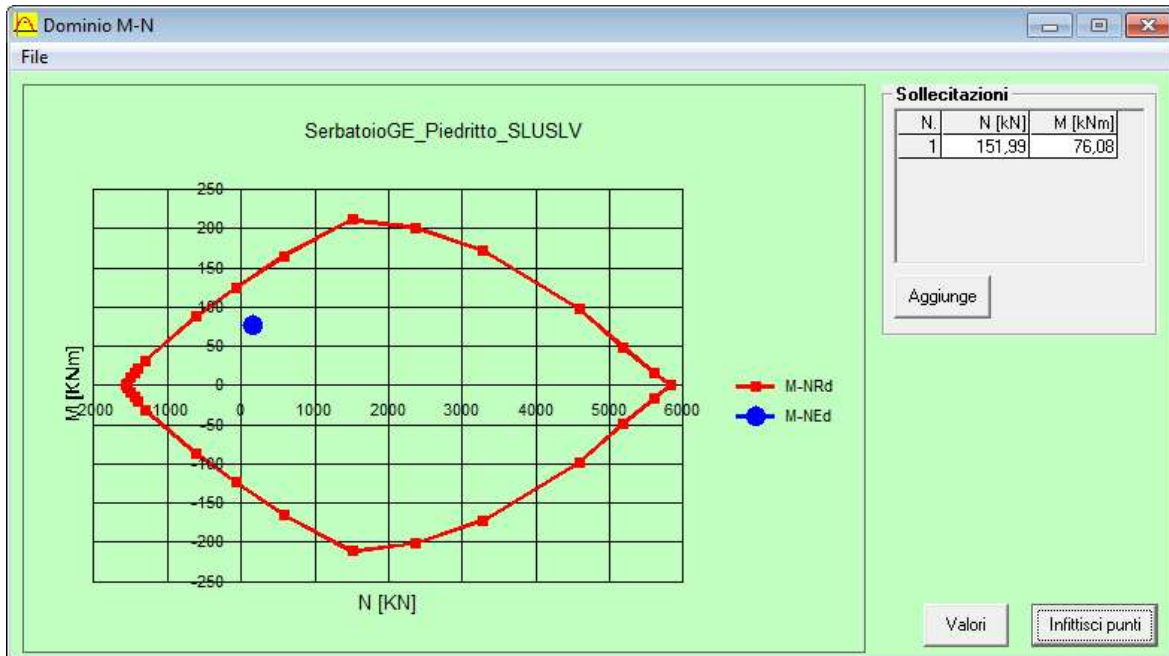 Dominio M-N
File
SerbatoioGE_Piedritto_SLUSLV
250
200
150
100
50
0
-50
-100
-150
-200
-250
-2000 -1000 0 1000 2000 3000 4000 5000 6000
M [KNm]
N [KN]
M-NRd
M-NEd
Sollecitazioni
N. N [kN] M [kNm]
1 151,99 76,08
Aggiunge
Valori
Infittisci punti